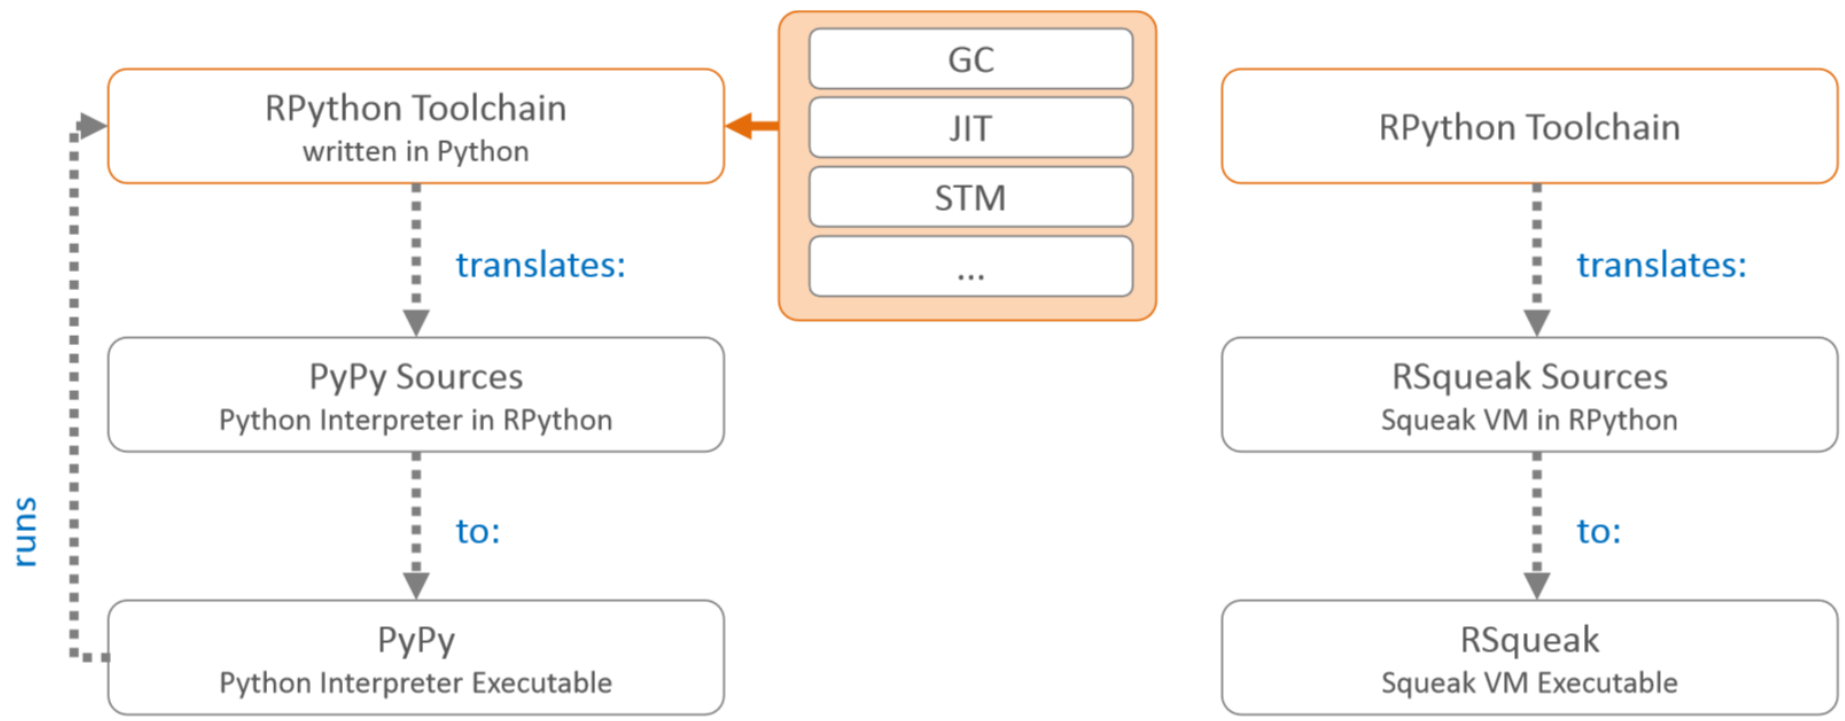 RPython Toolchain
written in Python
translates:
PyPy Sources
Python Interpreter in RPython
to:
PyPy
Python Interpreter Executable
runs
GC
JIT
STM
...
RPython Toolchain
translates:
RSqueak Sources
Squeak VM in RPython
to:
RSqueak
Squeak VM Executable